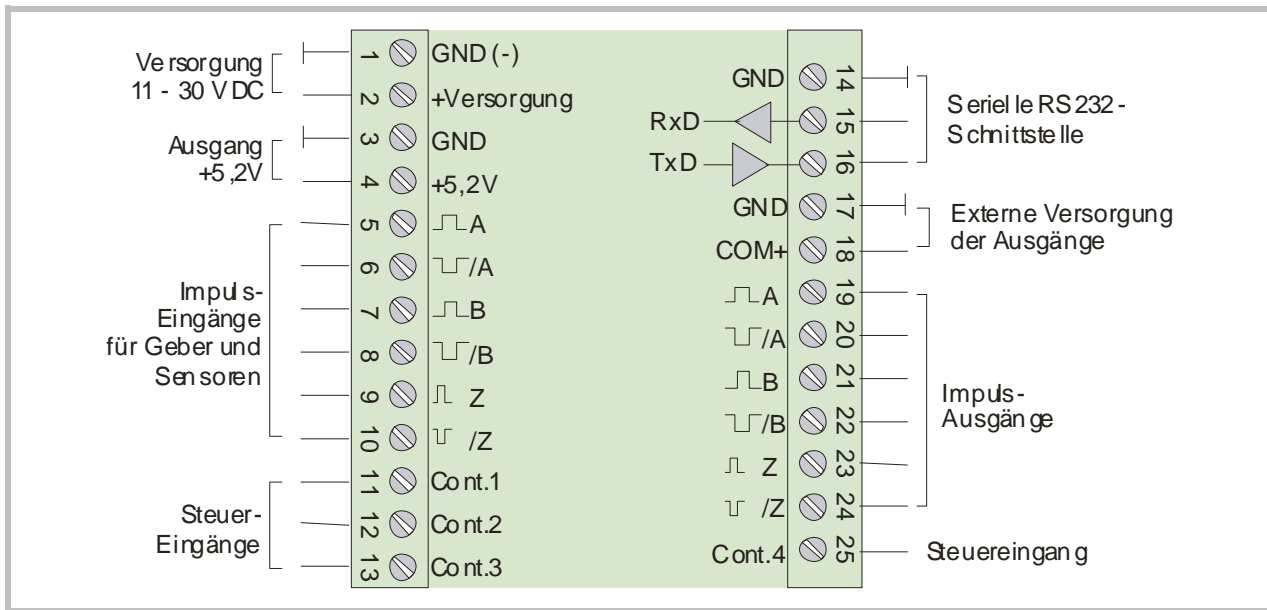 Versorgung
11 - 30 VDC
1 GND (-)
2 +Versorgung
Ausgang
+5,2V
3 GND
4 +5,2V
Impuls-
Eingänge
für Geber und
Sensoren
5 A
6 /A
7 B
8 /B
9 Z
10 /Z
Steuer-
Eingänge
11 Cont.1
12 Cont.2
13 Cont.3
GND 14
RxD 15
TxD 16
Serielle RS232-
Schnittstelle
GND 17
COM+ 18
Externe Versorgung
der Ausgänge
A 19
/A 20
B 21
/B 22
Z 23
/Z 24
Impuls-
Ausgänge
Cont.4 25 Steuereingang